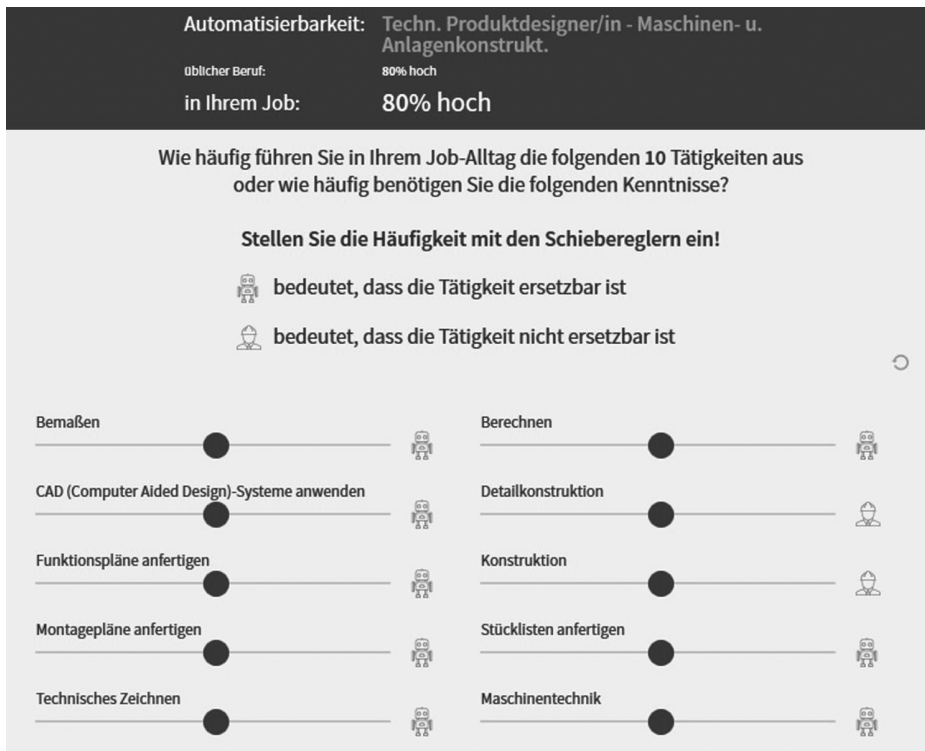 Automatisierbarkeit: Techn. Produktdesigner/in - Maschinen- u.
Anlagenkonstrukt.
üblicher Beruf: 80% hoch
in Ihrem Job: 80% hoch
Wie häufig führen Sie in Ihrem Job-Alltag die folgenden 10 Tätigkeiten aus
oder wie häufig benötigen Sie die folgenden Kenntnisse?
Stellen Sie die Häufigkeit mit den Schiebereglern ein!
bedeutet, dass die Tätigkeit ersetzbar ist
bedeutet, dass die Tätigkeit nicht ersetzbar ist
Bemaßen
Berechnen
CAD (Computer Aided Design)-Systeme anwenden
Detailkonstruktion
Funktionspläne anfertigen
Konstruktion
Montagepläne anfertigen
Stücklisten anfertigen
Technisches Zeichnen
Maschinentechnik